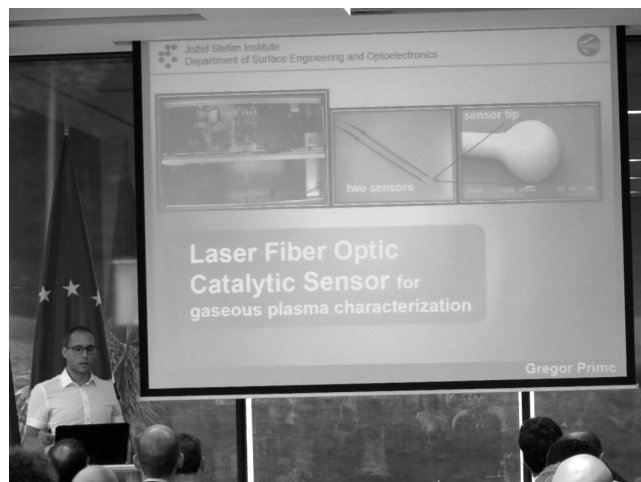 Jožef Stefan Institute
Department of Surface Engineering and Optoelectronics
sensor tip
two sensors
Laser Fiber Optic
Catalytic Sensor for
gaseous plasma characterization
Gregor Primc